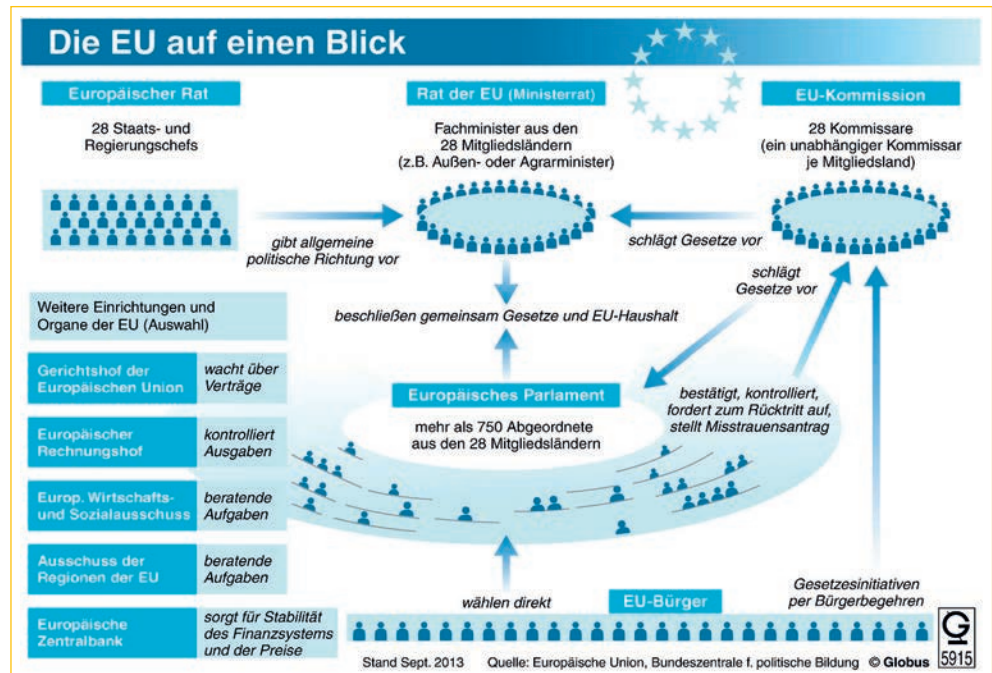 Die EU auf einen Blick
Europäischer Rat
28 Staats- und
Regierungschefs
gibt allgemeine
politische Richtung vor
Rat der EU (Ministerrat)
Fachminister aus den
28 Mitgliedsländern
(z.B. Außen- oder Agrarminister)
EU-Kommission
28 Kommissare
(ein unabhängiger Kommissar
je Mitgliedsland)
schlägt Gesetze vor
schlägt
Gesetze vor
beschließen gemeinsam Gesetze und EU-Haushalt
Europäisches Parlament
mehr als 750 Abgeordnete
aus den 28 Mitgliedsländern
bestätigt, kontrolliert,
fordert zum Rücktritt auf,
stellt Misstrauensantrag
Weitere Einrichtungen und
Organe der EU (Auswahl)
Gerichtshof der
Europäischen Union
wacht über
Verträge
Europäischer
Rechnungshof
kontrolliert
Ausgaben
Europ. Wirtschafts-
und Sozialausschuss
beratende
Aufgaben
Ausschuss der
Regionen der EU
beratende
Aufgaben
Europäische
Zentralbank
sorgt für Stabilität
des Finanzsystems
und der Preise
wählen direkt
EU-Bürger
Gesetzesinitiativen
per Bürgerbegehren
Stand Sept. 2013 Quelle: Europäische Union, Bundeszentrale f. politische Bildung © Globus
G
5915